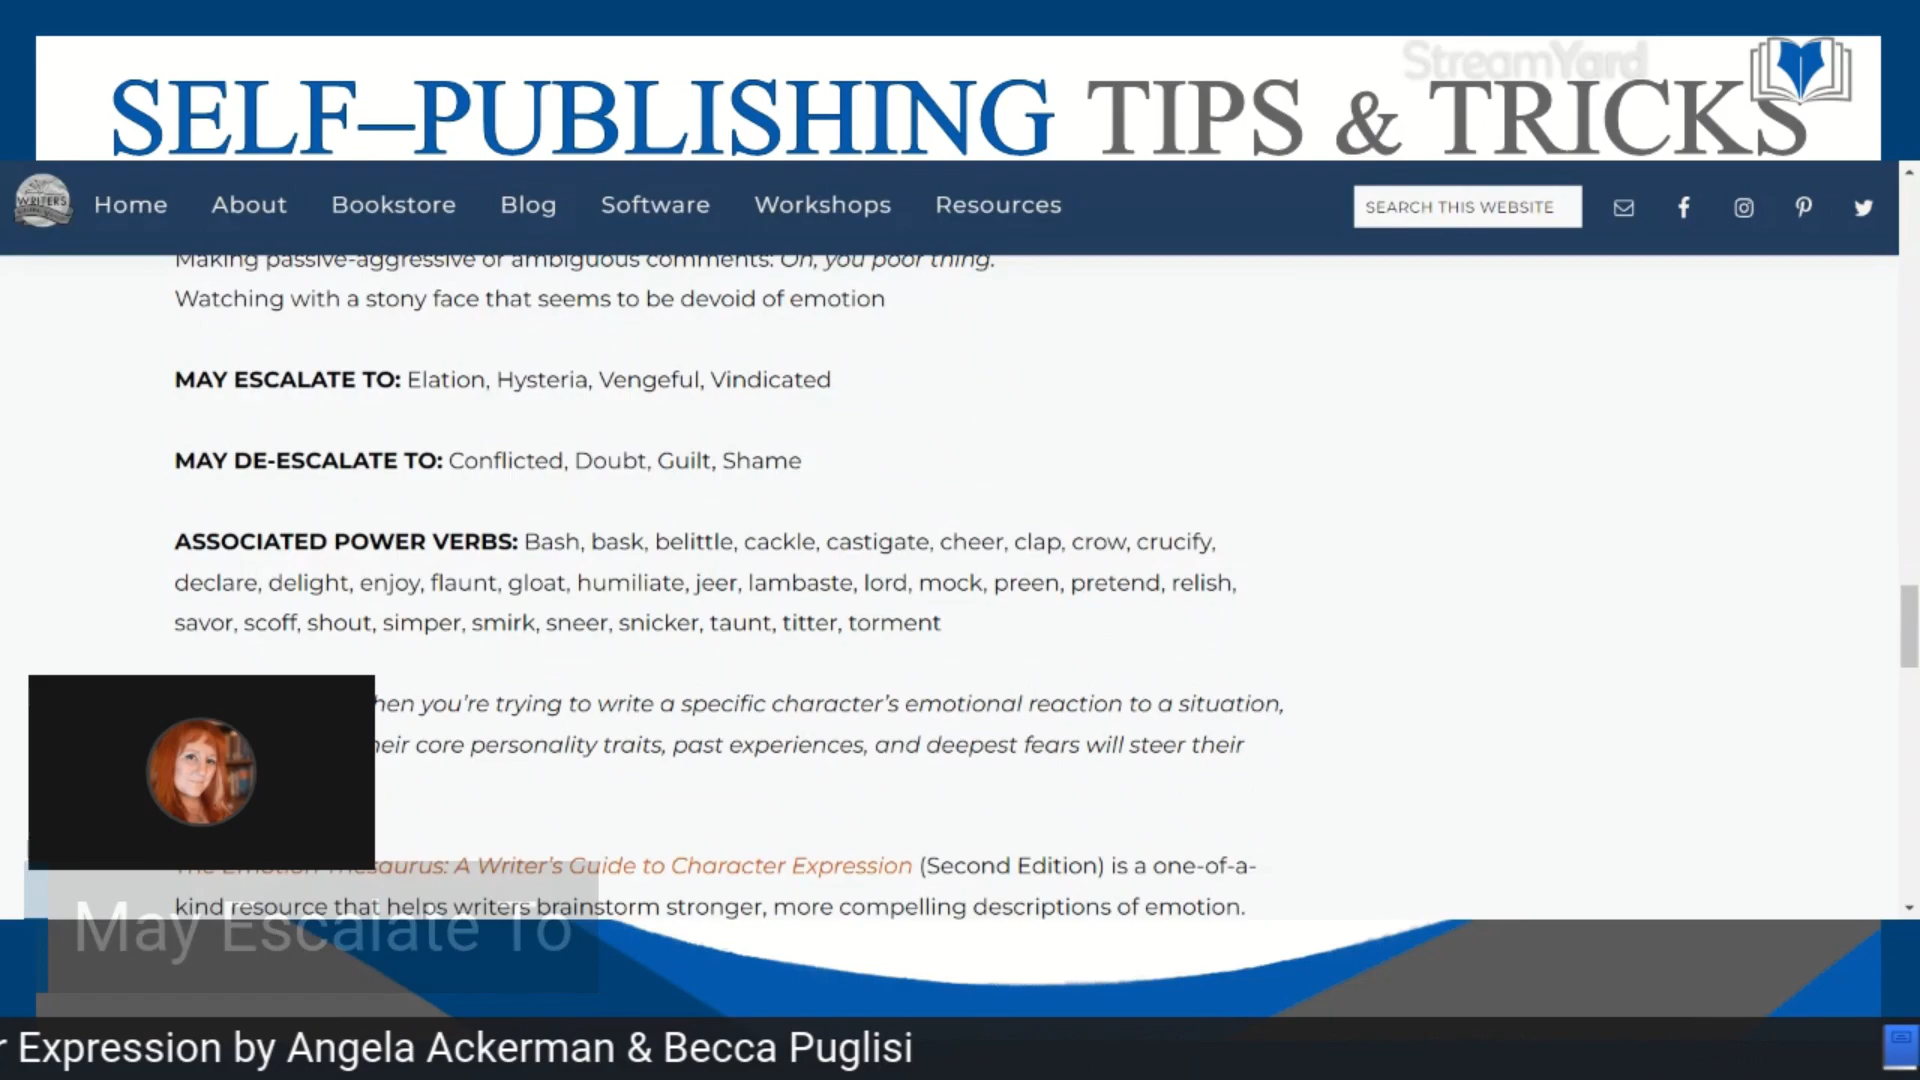 StreamYard
SELF–PUBLISHING TIPS & TRICKS
WRITERS
Home About Bookstore Blog Software Workshops Resources SEARCH THIS WEBSITE
Making passive-aggressive or ambiguous comments: Oh, you poor thing.
Watching with a stony face that seems to be devoid of emotion
MAY ESCALATE TO: Elation, Hysteria, Vengeful, Vindicated
MAY DE-ESCALATE TO: Conflicted, Doubt, Guilt, Shame
ASSOCIATED POWER VERBS: Bash, bask, belittle, cackle, castigate, cheer, clap, crow, crucify,
declare, delight, enjoy, flaunt, gloat, humiliate, jeer, lambaste, lord, mock, preen, pretend, relish,
savor, scoff, shout, simper, smirk, sneer, snicker, taunt, titter, torment
hen you’re trying to write a specific character’s emotional reaction to a situation,
heir core personality traits, past experiences, and deepest fears will steer their
The Emotion Thesaurus: A Writer’s Guide to Character Expression (Second Edition) is a one-of-a-
kind resource that helps writers brainstorm stronger, more compelling descriptions of emotion.
May Escalate To
r Expression by Angela Ackerman & Becca Puglisi